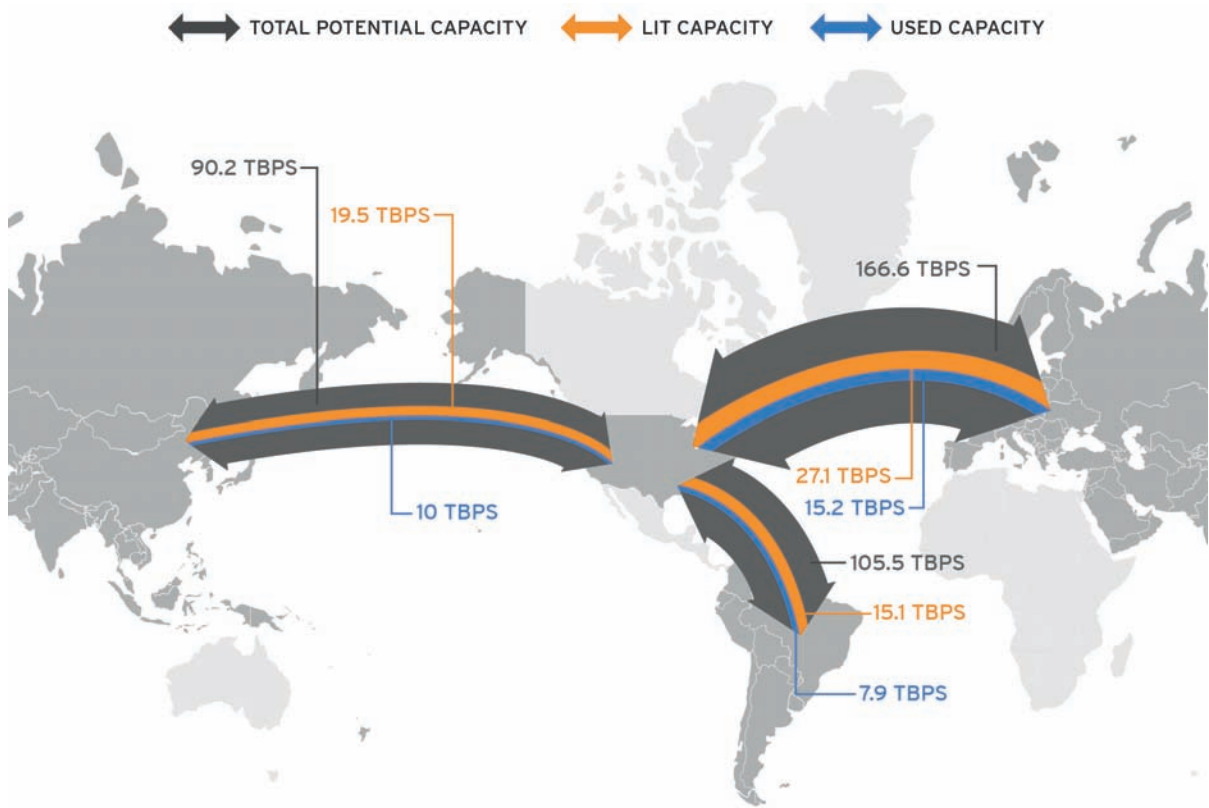 TOTAL POTENTIAL CAPACITY LIT CAPACITY USED CAPACITY
90.2 TBPS
19.5 TBPS
166.6 TBPS
27.1 TBPS
10 TBPS
15.2 TBPS
105.5 TBPS
15.1 TBPS
7.9 TBPS